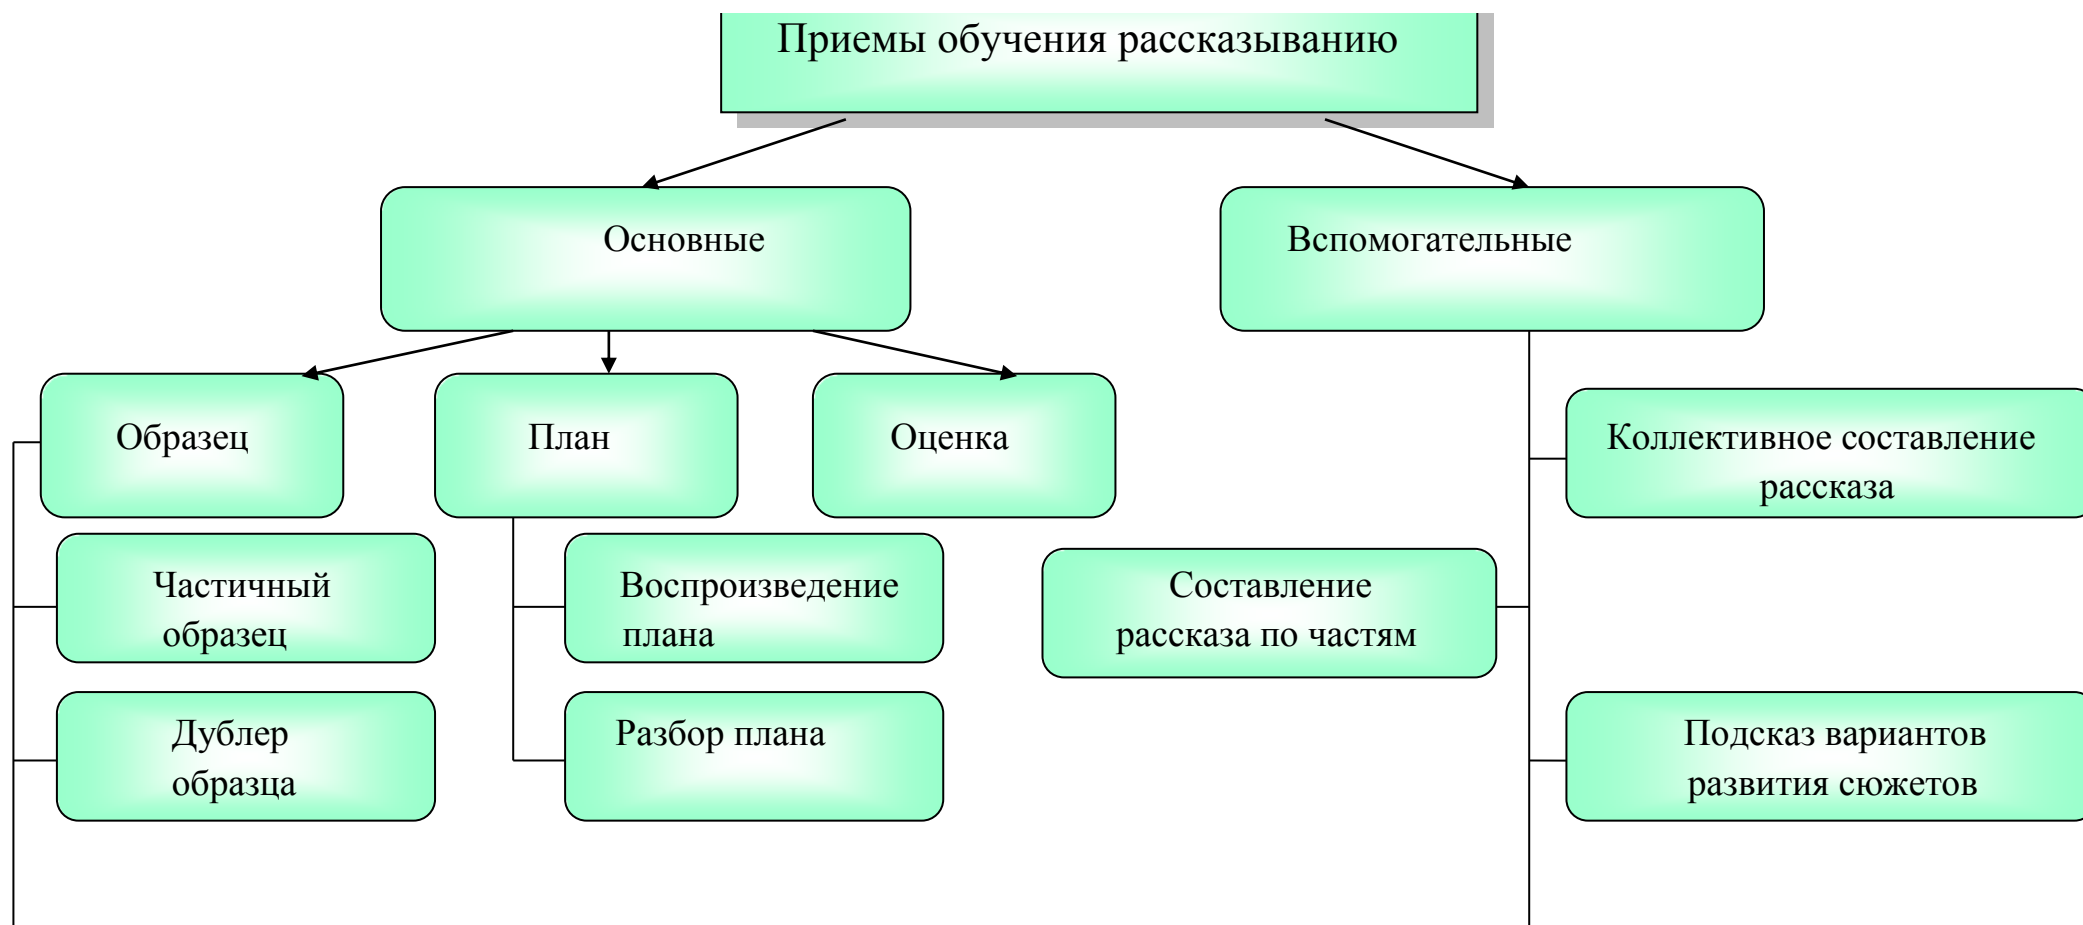 Приемы обучения рассказыванию
Основные
Вспомогательные
Образец
План
Оценка
Коллективное составление
рассказа
Частичный
образец
Воспроизведение
плана
Составление
рассказа по частям
Дублер
образца
Разбор плана
Подсказ вариантов
развития сюжетов